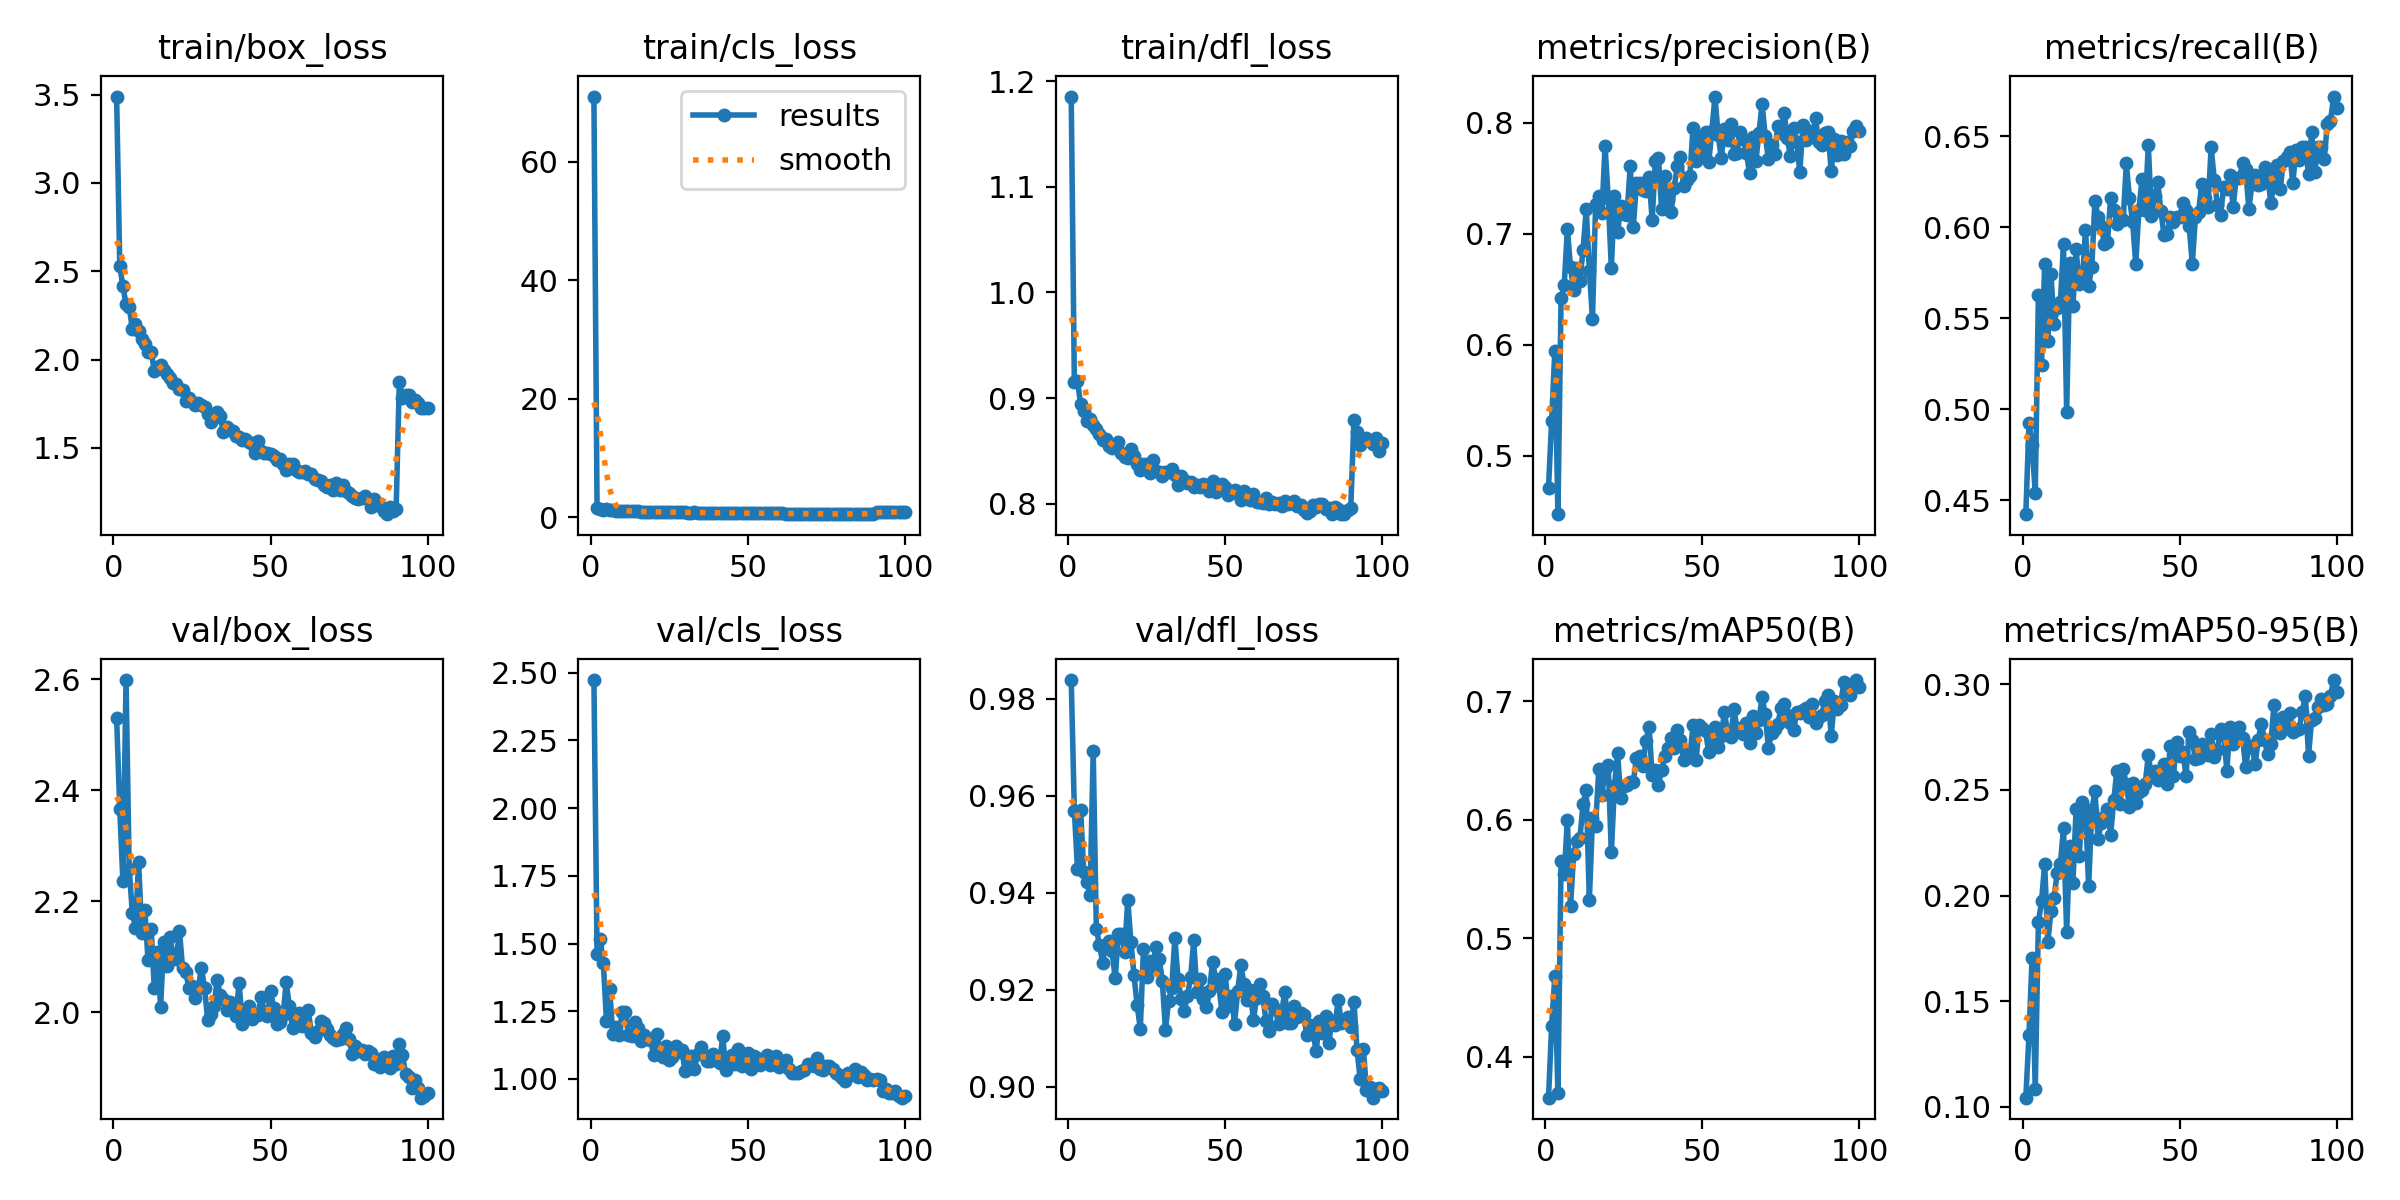 train/box_loss
3.5
3.0
2.5
2.0
1.5
0 50 100
train/cls_loss
results
smooth
60
40
20
0
0 50 100
train/dfl_loss
1.2
1.1
1.0
0.9
0.8
0 50 100
metrics/precision(B)
0.8
0.7
0.6
0.5
0 50 100
metrics/recall(B)
0.65
0.60
0.55
0.50
0.45
0 50 100
val/box_loss
2.6
2.4
2.2
2.0
0 50 100
val/cls_loss
2.50
2.25
2.00
1.75
1.50
1.25
1.00
0 50 100
val/dfl_loss
0.98
0.96
0.94
0.92
0.90
0 50 100
metrics/mAP50(B)
0.7
0.6
0.5
0.4
0 50 100
metrics/mAP50-95(B)
0.30
0.25
0.20
0.15
0.10
0 50 100